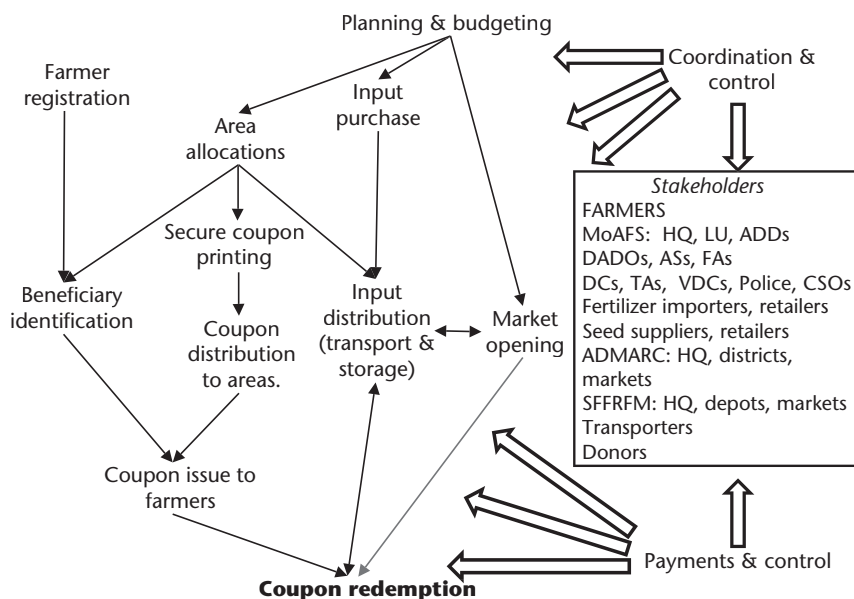 Planning & budgeting
Coordination &
control
Farmer
registration
Input
purchase
Area
allocations
Stakeholders
FARMERS
MoAFS: HQ, LU, ADDs
DADOs, ASs, FAs
DCs, TAs, VDCs, Police, CSOs
Fertilizer importers, retailers
Seed suppliers, retailers
ADMARC: HQ, districts,
markets
SFFRFM: HQ, depots, markets
Transporters
Donors
Secure coupon
printing
Beneficiary
identification
Input
distribution
(transport &
storage)
Market
opening
Coupon
distribution
to areas.
Coupon issue to
farmers
Payments & control
Coupon redemption